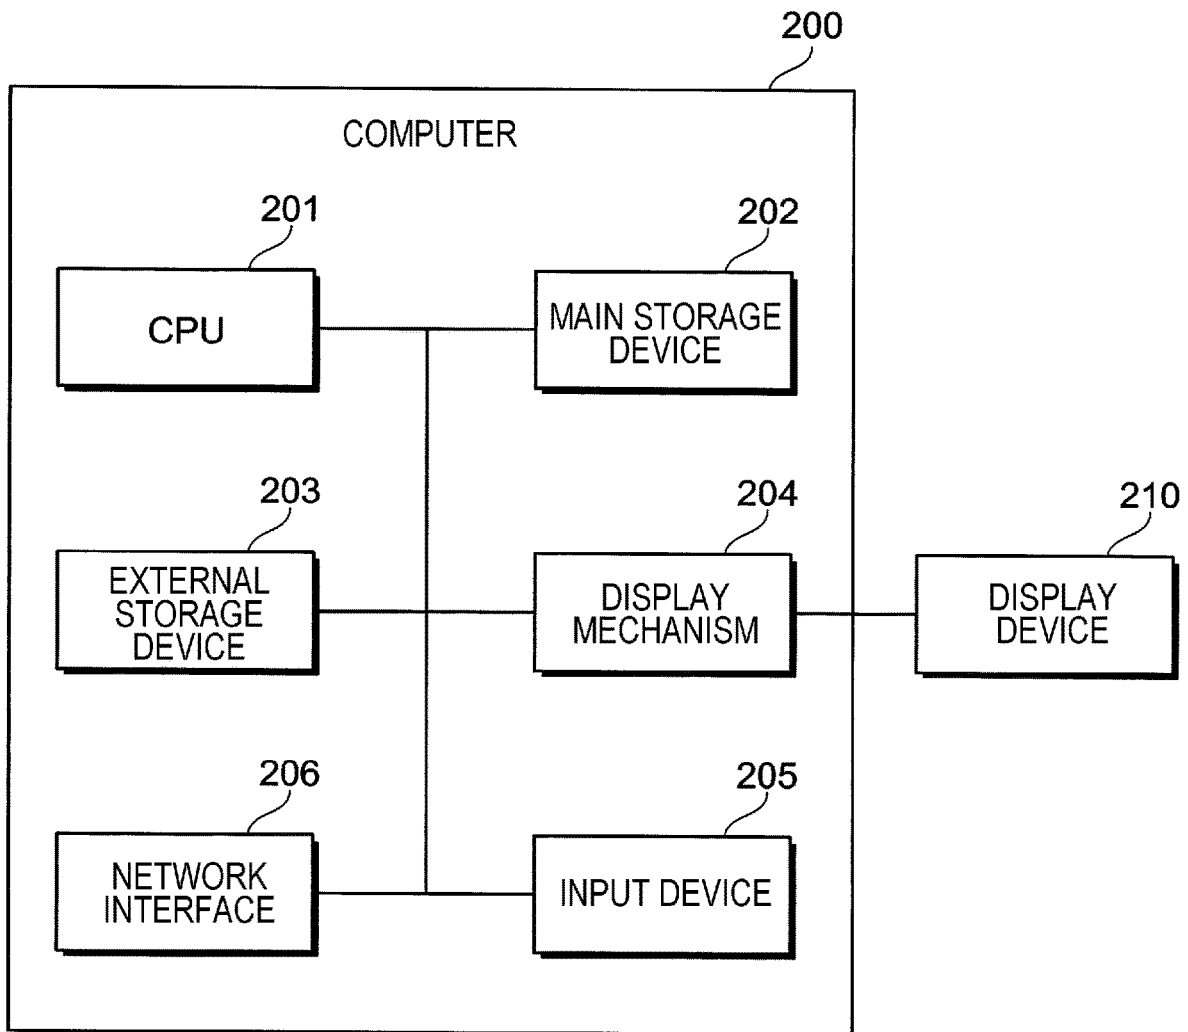 200
COMPUTER
201
CPU
202
MAIN STORAGE
DEVICE
203
EXTERNAL
STORAGE
DEVICE
204
DISPLAY
MECHANISM
210
DISPLAY
DEVICE
206
NETWORK
INTERFACE
205
INPUT DEVICE